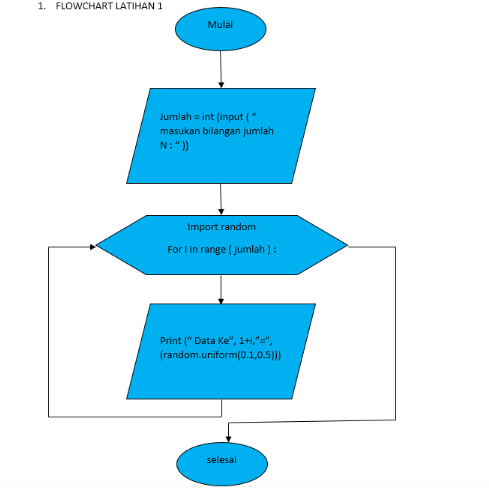 1. FLOWCHART LATIHAN 1
Mulai
Jumlah = int (input ( “
masukan bilangan jumlah
N : “ ))
Import random
For i in range ( jumlah ) :
Print (“ Data Ke”, 1+i,”=”,
(random.uniform(0.1,0.5)))
selesai